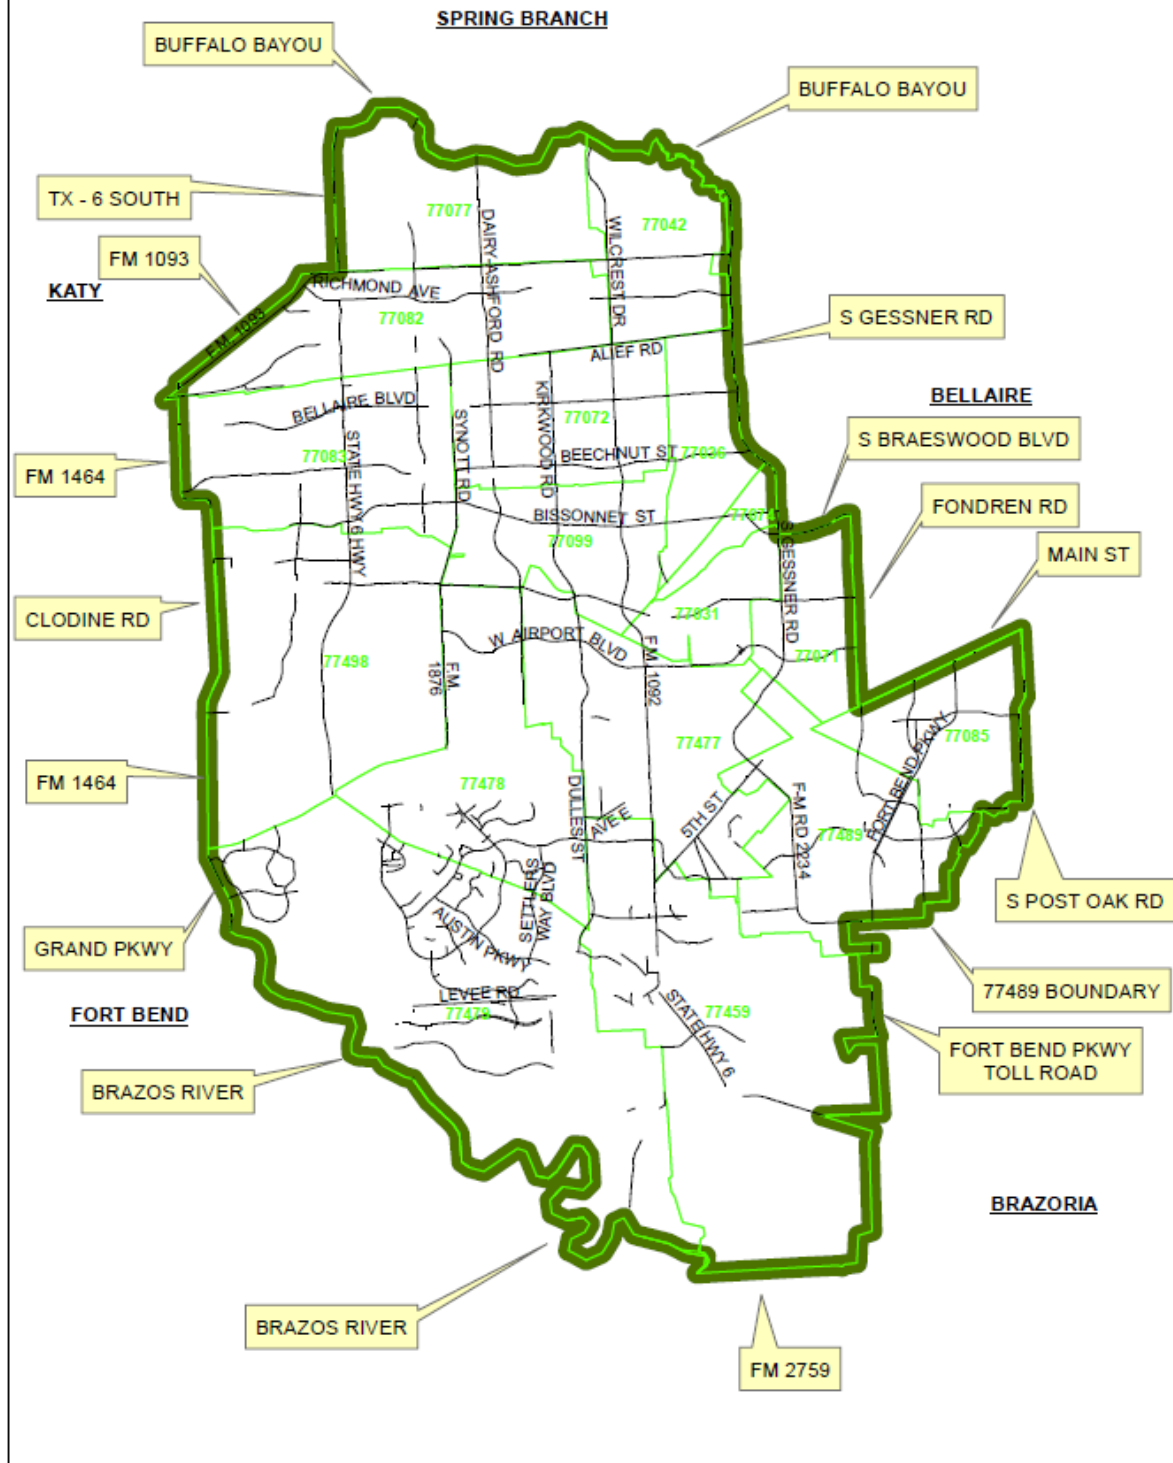 SPRING BRANCH
BUFFALO BAYOU
BUFFALO BAYOU
TX - 6 SOUTH
77077
DAIRY-ASHFORD RD
WILCREST DR
77042
FM 1093
KATY
RICHMOND AVE
77082
F.M. 1093
S GESSNER RD
ALIEF RD
BELLAIRE
BELLAIRE BLVD
KIRKWOOD RD
77072
SYNOTT RD
S BRAESWOOD BLVD
FM 1464
77083
STATE HWY 6 HWY
BEECHNUT ST
77036
FONDREN RD
BISSONNET ST
77099
S GESSNER RD
MAIN ST
CLODINE RD
77031
W AIRPORT BLVD
77498
F.M. 1876
F.M. 1092
77071
77477
77085
FM 1464
77478
FORT BEND PKWY
DULLES ST
AVE E
5TH ST
F-M RD 2234
77489
S POST OAK RD
SETTLERS
WAY BLVD
AUSTIN PKWY
GRAND PKWY
77489 BOUNDARY
LEVEE RD
77479
FORT BEND
STATE HWY 6
77459
FORT BEND PKWY
TOLL ROAD
BRAZOS RIVER
BRAZORIA
BRAZOS RIVER
FM 2759